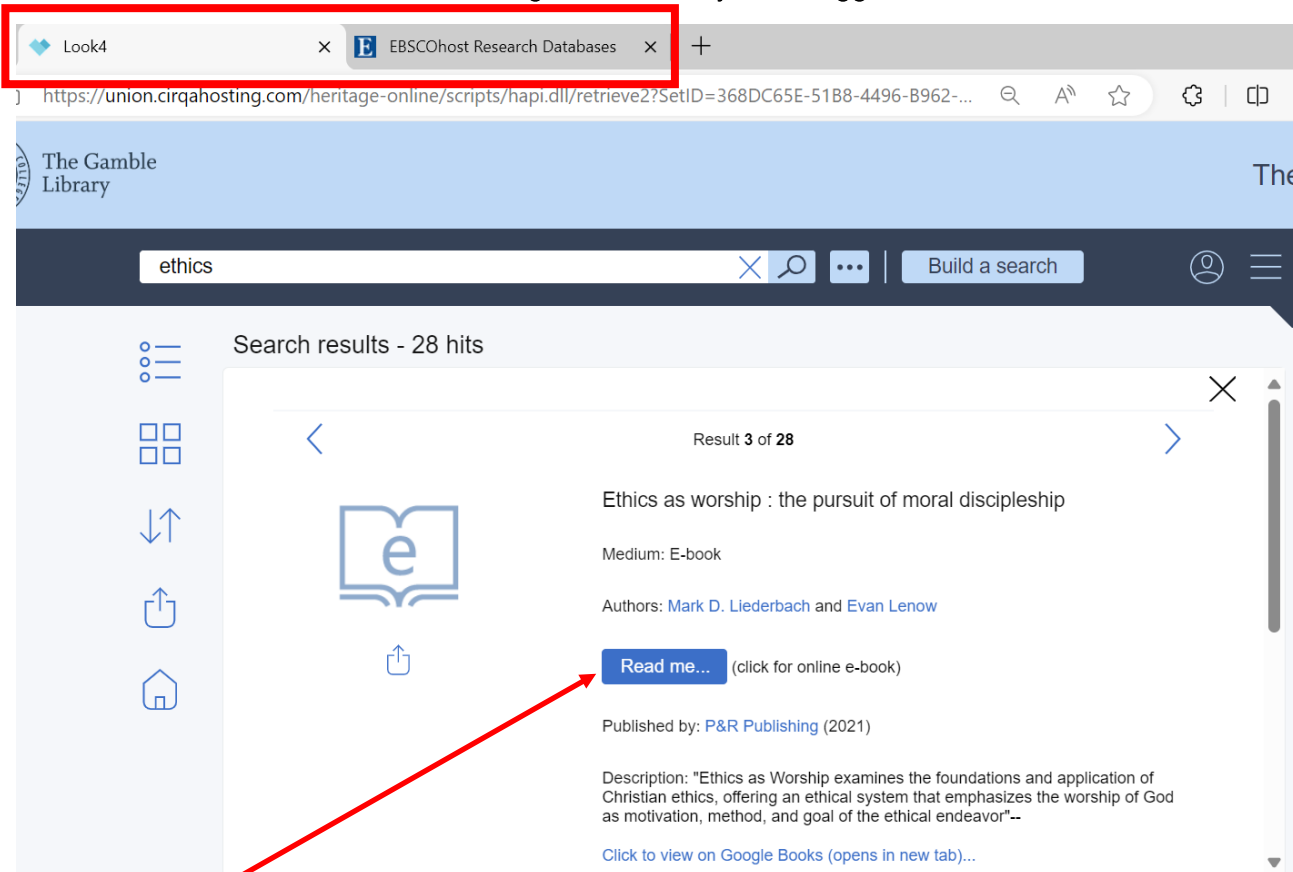 Look4
EBSCOhost Research Databases
https://union.cirqahosting.com/heritage-online/scripts/hapi.dll/retrieve2?SetID=368DC65E-51B8-4496-B962-...
The Gamble
Library
The
ethics
Build a search
Search results - 28 hits
Result 3 of 28
Ethics as worship : the pursuit of moral discipleship
Medium: E-book
Authors: Mark D. Liederbach and Evan Lenow
Read me... (click for online e-book)
Published by: P&R Publishing (2021)
Description: "Ethics as Worship examines the foundations and application of
Christian ethics, offering an ethical system that emphasizes the worship of God
as motivation, method, and goal of the ethical endeavor"--
Click to view on Google Books (opens in new tab)...